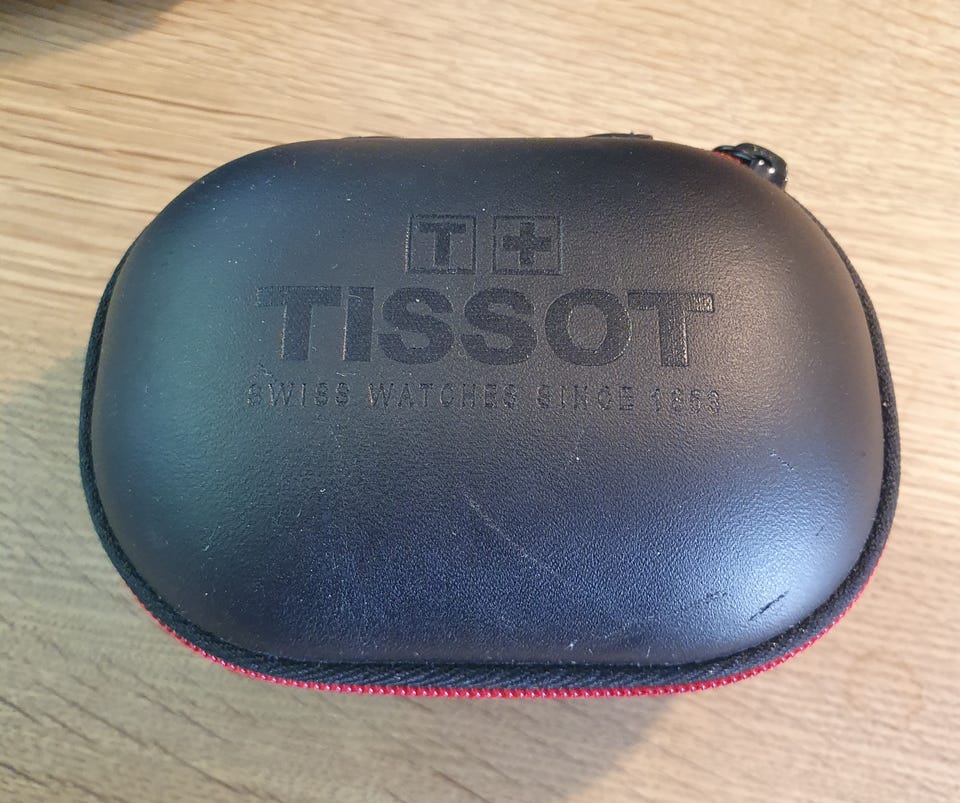 T +
TISSOT
SWISS WATCHES SINCE 1853